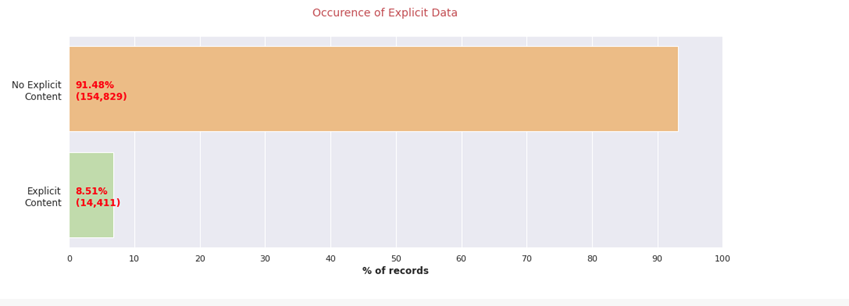 Occurence of Explicit Data
No Explicit
Content
91.48%
(154,829)
Explicit
Content
8.51%
(14,411)
0 10 20 30 40 50 60 70 80 90 100
% of records